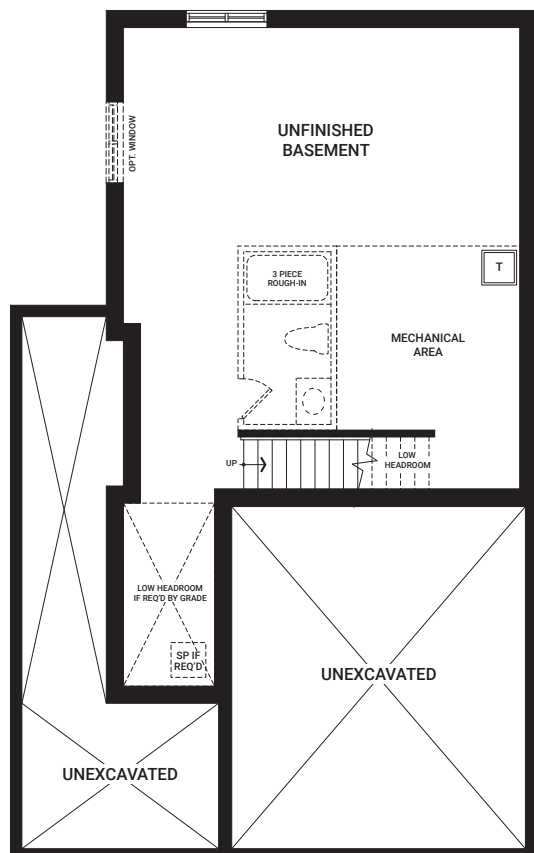 UNFINISHED
BASEMENT
OPT. WINDOW
3 PIECE
ROUGH-IN
T
MECHANICAL
AREA
UP
LOW
HEADROOM
LOW HEADROOM
IF REQ'D BY GRADE
SP IF
REQ'D
UNEXCAVATED
UNEXCAVATED